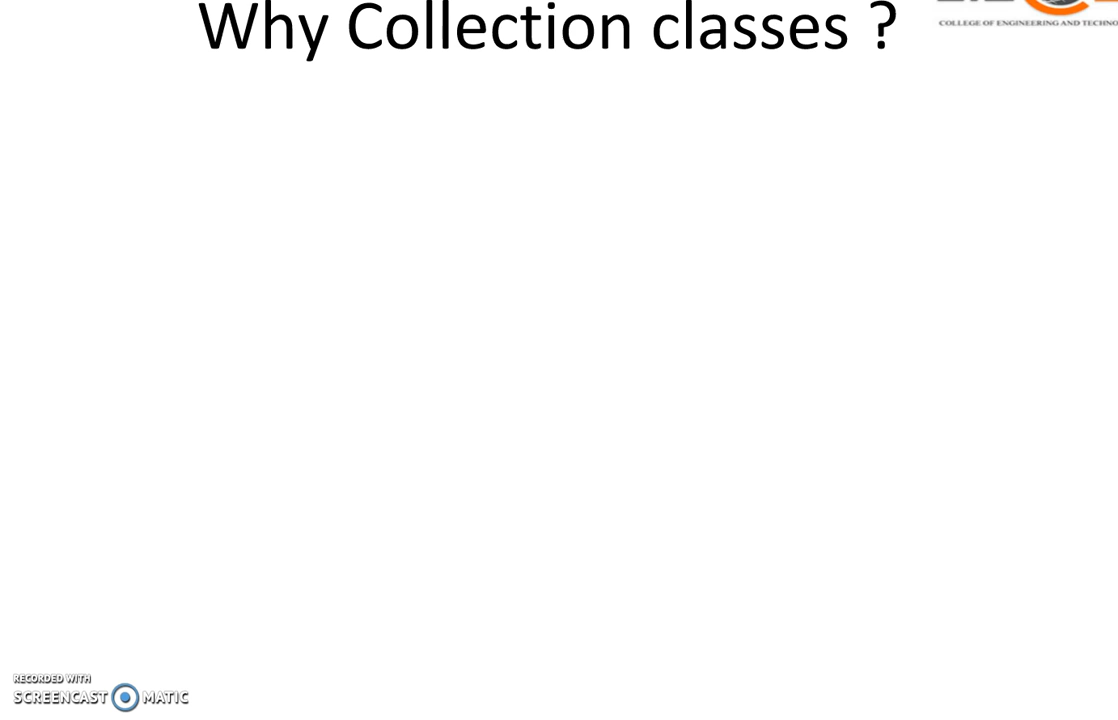 Why Collection classes ?
COLLEGE OF ENGINEERING AND TECHNO
RECORDED WITH
SCREENCAST MATIC